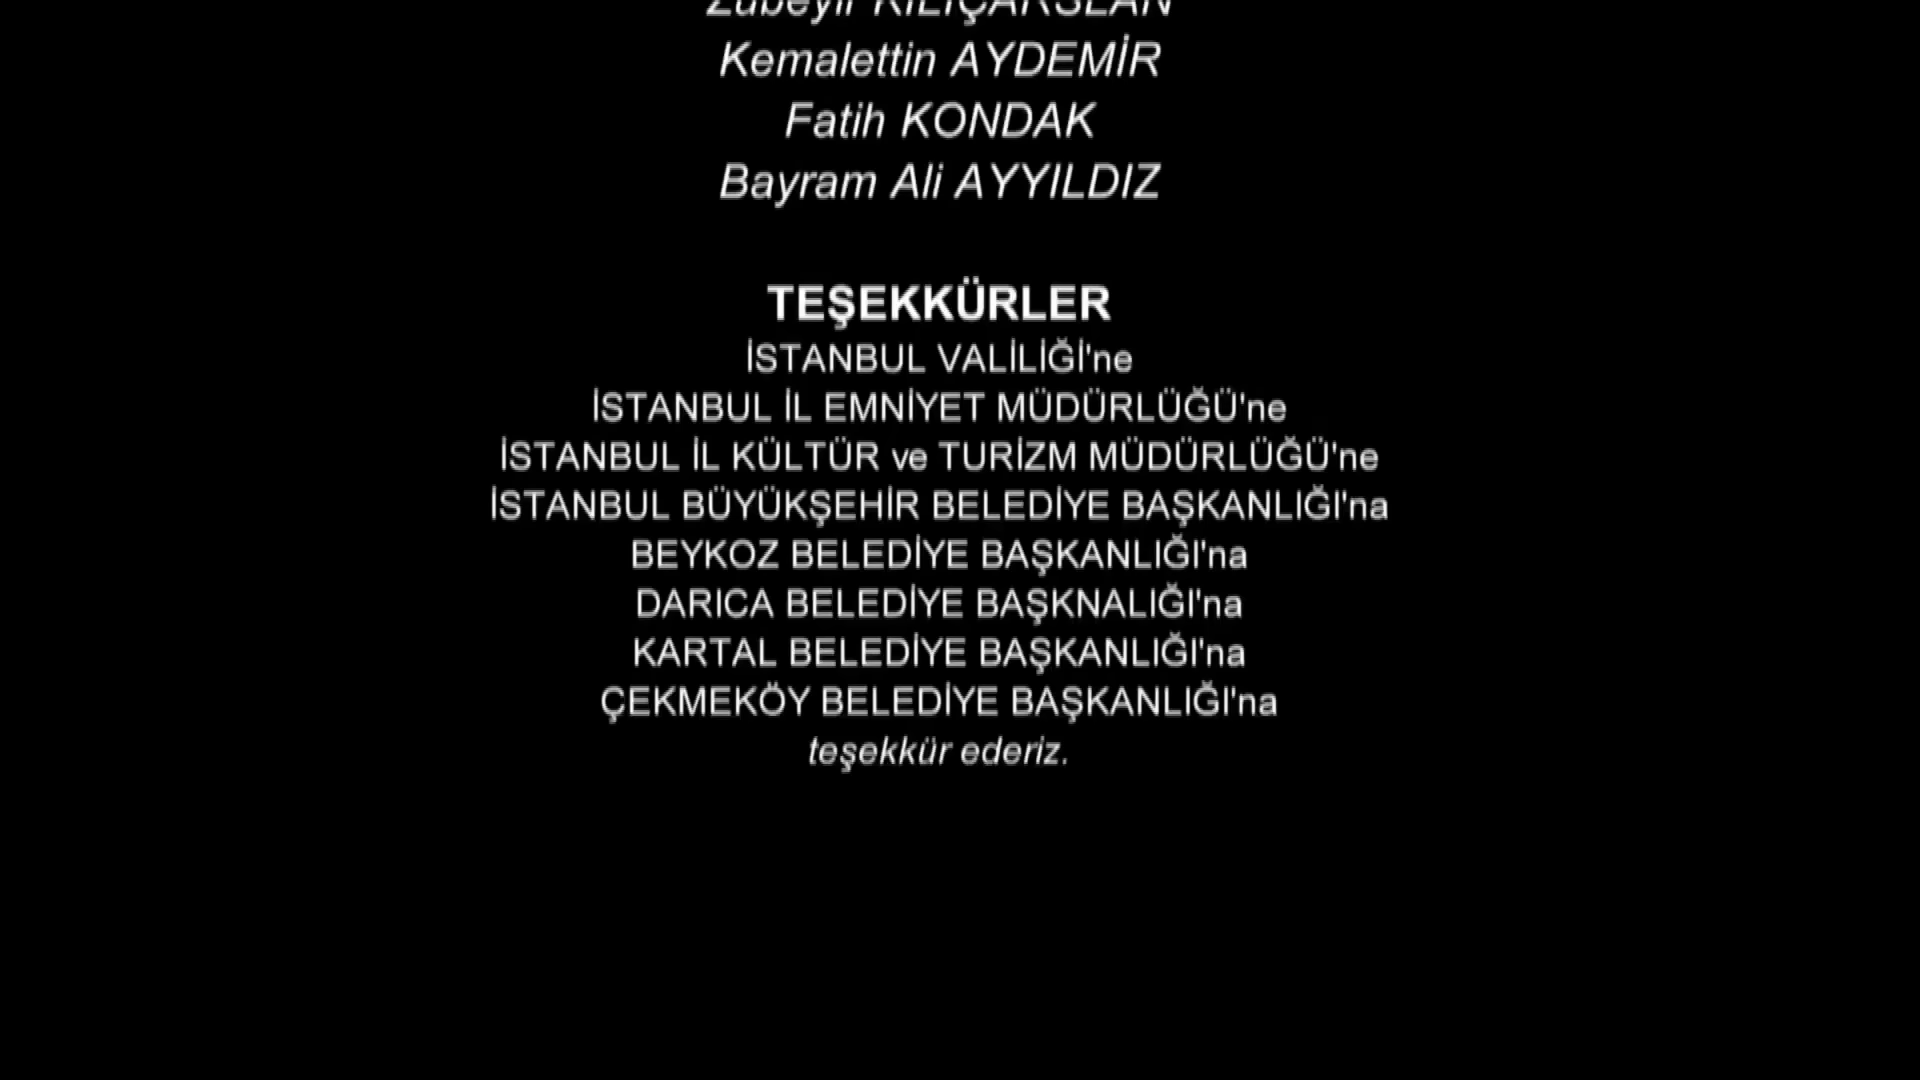 Zübeyir KILIÇARSLAN
Kemalettin AYDEMİR
Fatih KONDAK
Bayram Ali AYYILDIZ
TEŞEKKÜRLER
İSTANBUL VALİLİĞİ'ne
İSTANBUL İL EMNİYET MÜDÜRLÜĞÜ'ne
İSTANBUL İL KÜLTÜR ve TURİZM MÜDÜRLÜĞÜ'ne
İSTANBUL BÜYÜKŞEHİR BELEDİYE BAŞKANLIĞI'na
BEYKOZ BELEDİYE BAŞKANLIĞI'na
DARICA BELEDİYE BAŞKNALIĞI'na
KARTAL BELEDİYE BAŞKANLIĞI'na
ÇEKMEKÖY BELEDİYE BAŞKANLIĞI'na
teşekkür ederiz.